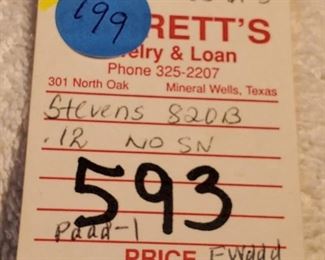 199
RETT'S
elry & Loan
Phone 325-2207
301 North Oak Mineral Wells, Texas
Stevens 820B
.12 NO SN
593
Pddd-1
PRICE FWddd